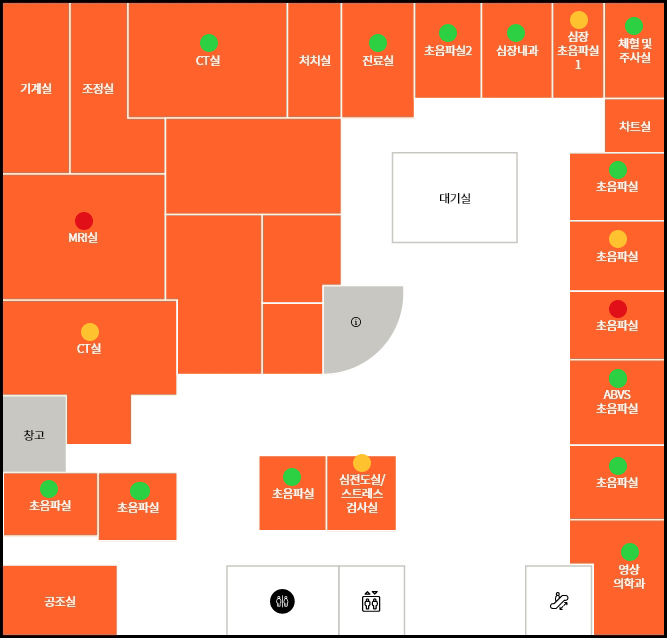 기계실
조정실
CT실
처치실
진료실
초음파실2
심장내과
심장
초음파실
1
채혈 및
주사실
차트실
대기실
초음파실
MRI실
초음파실
초음파실
CT실
ABVS
초음파실
창고
초음파실
초음파실
초음파실
초음파실
심전도실/
스트레스
검사실
영상
의학과
공조실